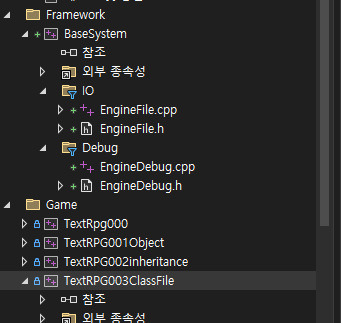 Framework
BaseSystem
참조
외부 종속성
IO
EngineFile.cpp
EngineFile.h
Debug
EngineDebug.cpp
EngineDebug.h
Game
TextRpg000
TextRPG001Object
TextRPG002inheritance
TextRPG003ClassFile
참조
외부 종속성